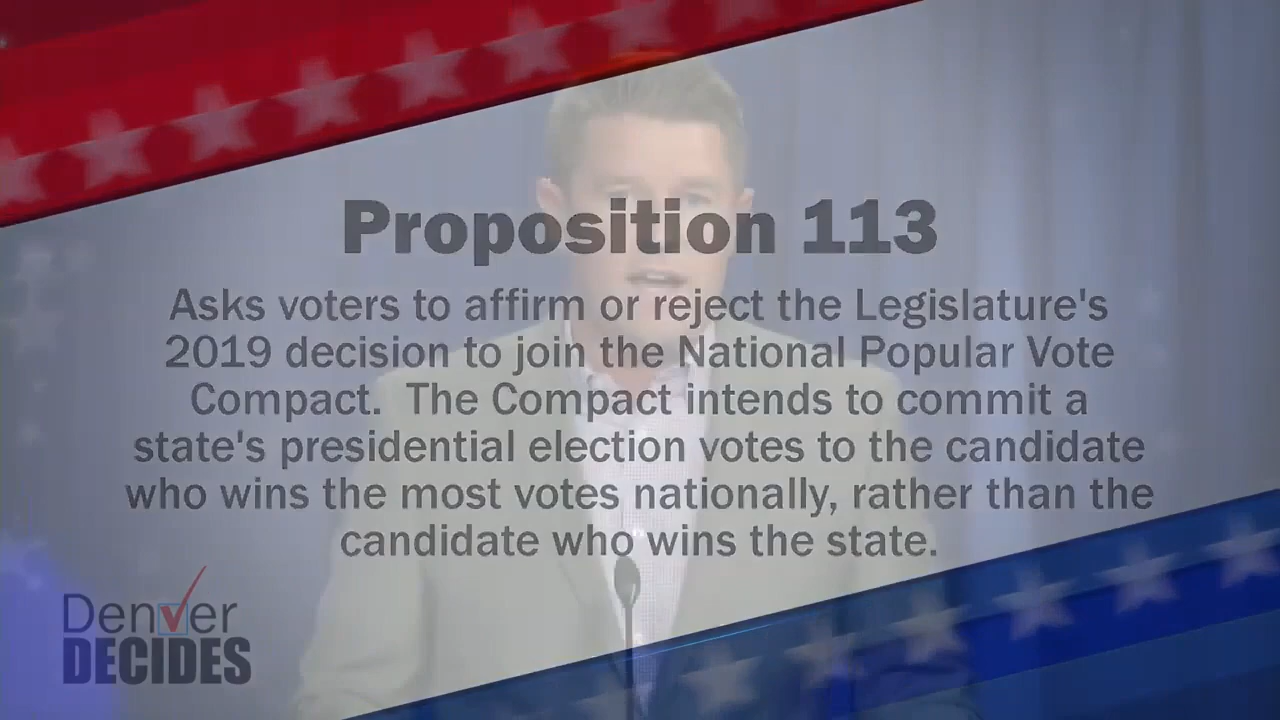 Proposition 113
Asks voters to affirm or reject the Legislature's
2019 decision to join the National Popular Vote
Compact.  The Compact intends to commit a
state's presidential election votes to the candidate
who wins the most votes nationally, rather than the
candidate who wins the state.
Denver
DECIDES